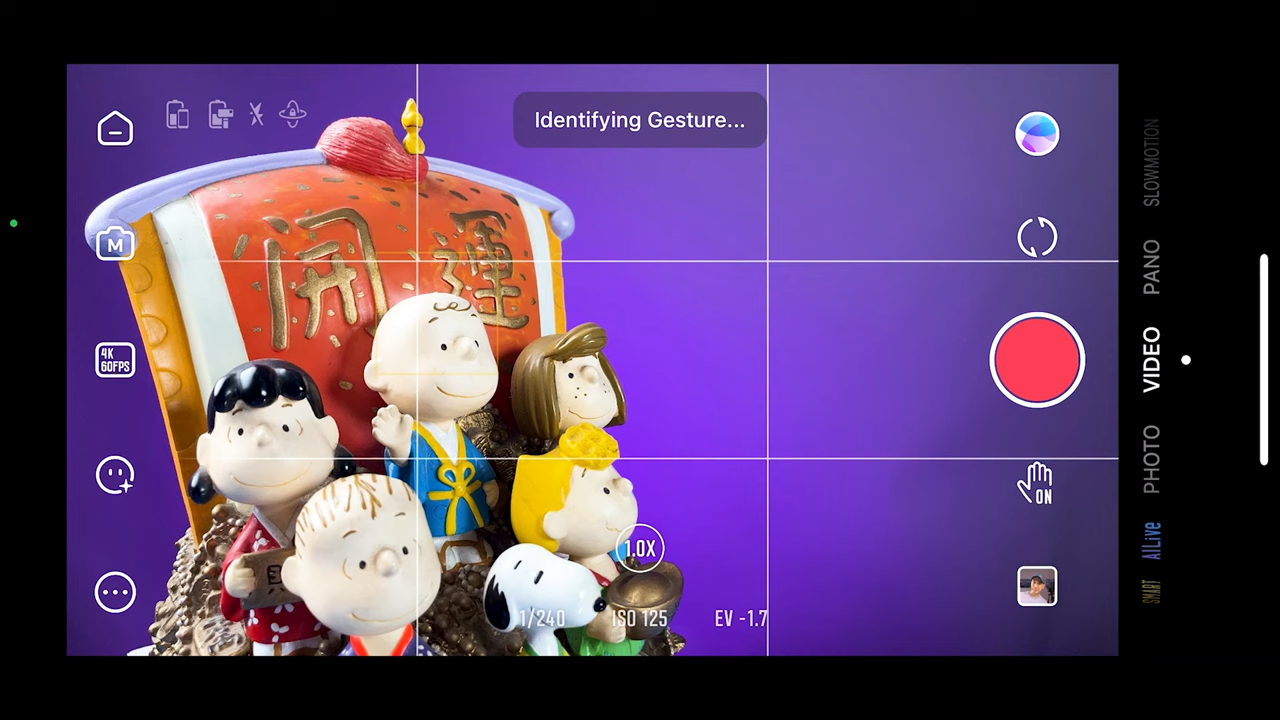 Identifying Gesture...
M
4K
60FPS
開運
1.0X
1/240
ISO 125
EV -1.7
ON
SLOWMOTION
PANO
VIDEO
PHOTO
AILive
SMART